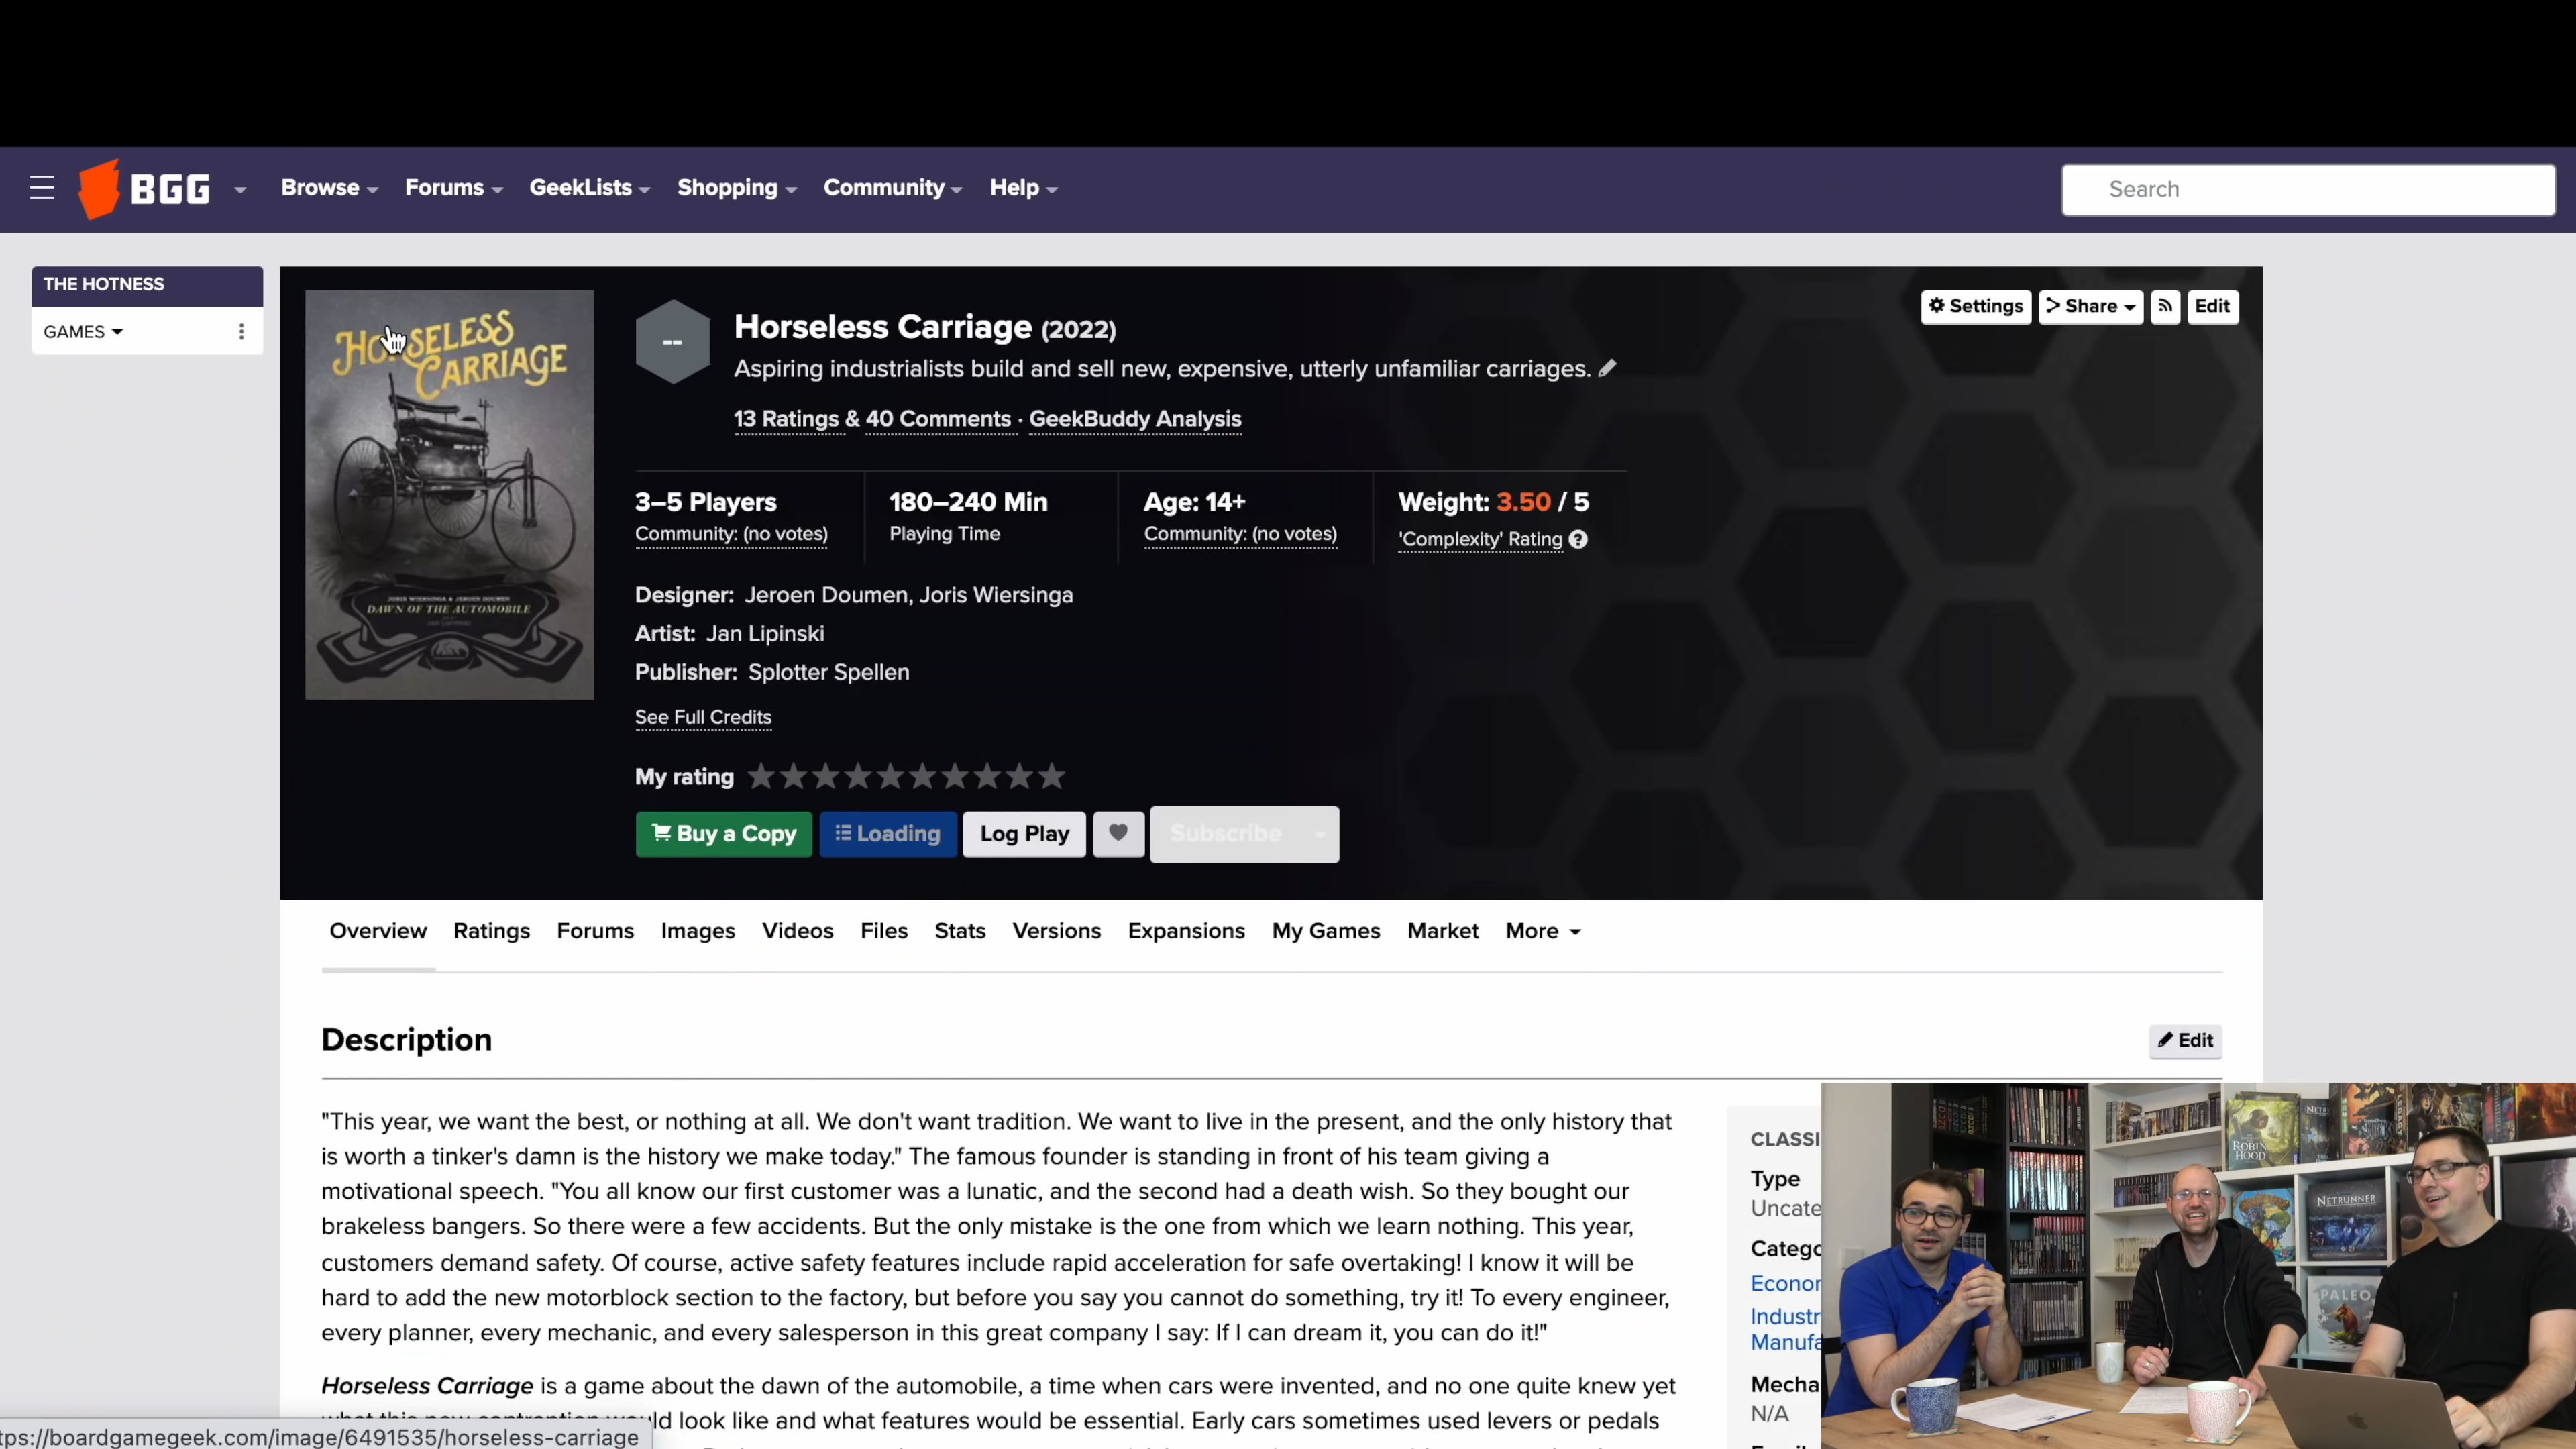 BGG
Browse
Forums
GeekLists
Shopping
Community
Help
Search
THE HOTNESS
GAMES
HORSELESS
CARRIAGE
JORIS WIERSINGA & JEROEN DOUMEN
DAWN OF THE AUTOMOBILE
JAN LIPINSKI
--
Horseless Carriage (2022)
Aspiring industrialists build and sell new, expensive, utterly unfamiliar carriages.
13 Ratings & 40 Comments · GeekBuddy Analysis
Settings
Share
Edit
3–5 Players
Community: (no votes)
180–240 Min
Playing Time
Age: 14+
Community: (no votes)
Weight: 3.50 / 5
'Complexity' Rating ?
Designer: Jeroen Doumen, Joris Wiersinga
Artist: Jan Lipinski
Publisher: Splotter Spellen
See Full Credits
My rating
Buy a Copy
Loading
Log Play
Subscribe
Overview
Ratings
Forums
Images
Videos
Files
Stats
Versions
Expansions
My Games
Market
More
Description
Edit
"This year, we want the best, or nothing at all. We don't want tradition. We want to live in the present, and the only history that
is worth a tinker's damn is the history we make today." The famous founder is standing in front of his team giving a
motivational speech. "You all know our first customer was a lunatic, and the second had a death wish. So they bought our
brakeless bangers. So there were a few accidents. But the only mistake is the one from which we learn nothing. This year,
customers demand safety. Of course, active safety features include rapid acceleration for safe overtaking! I know it will be
hard to add the new motorblock section to the factory, but before you say you cannot do something, try it! To every engineer,
every planner, every mechanic, and every salesperson in this great company I say: If I can dream it, you can do it!"
Horseless Carriage is a game about the dawn of the automobile, a time when cars were invented, and no one quite knew yet
look like and what features would be essential. Early cars sometimes used levers or pedals
tps://boardgamegeek.com/image/6491535/horseless-carriage
CLASSI
Type
Uncate
Catego
Econor
Industr
Manufa
Mecha
N/A
ROBIN
HOOD
NETRUNNER
PALEO